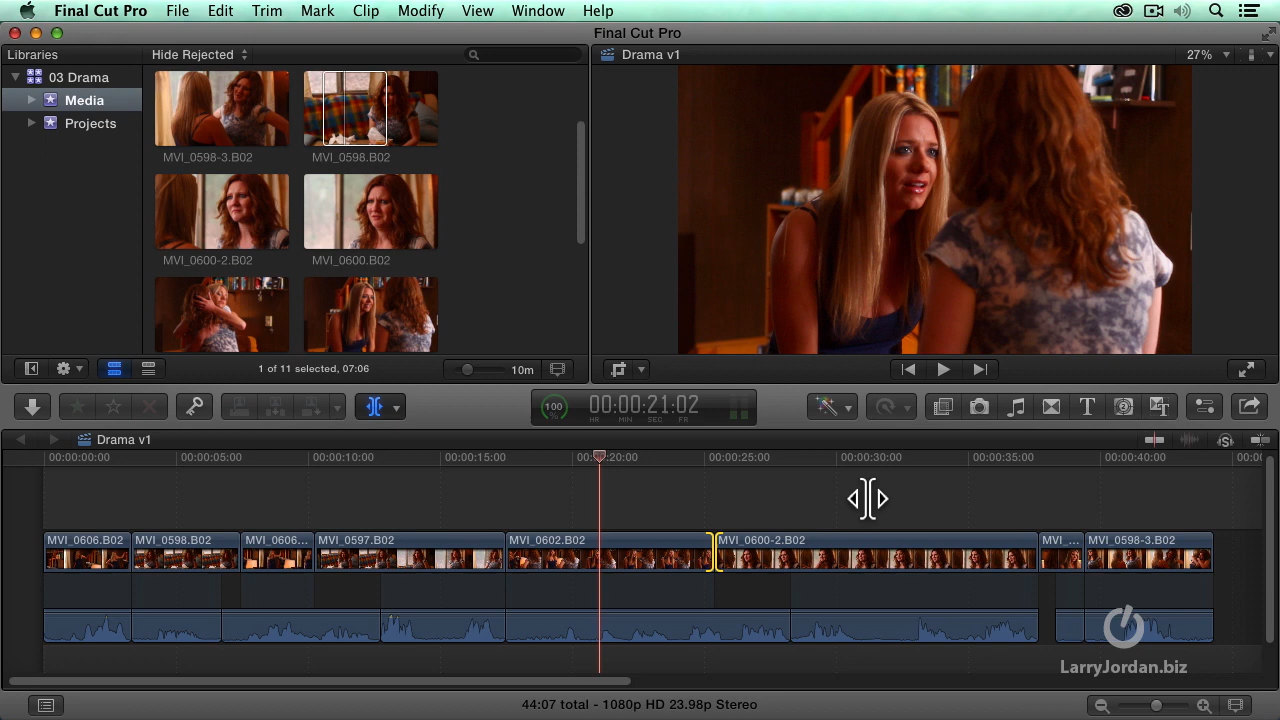 Final Cut Pro File Edit Trim Mark Clip Modify View Window Help
Final Cut Pro
Libraries Hide Rejected Drama v1 27%
03 Drama
Media
Projects
MVI_0598-3.B02 MVI_0598.B02
MVI_0600-2.B02 MVI_0600.B02
1 of 11 selected, 07:06 10m
100 % 00:00:21:02
HR MIN SEC FR
Drama v1
00:00:00:00 00:00:05:00 00:00:10:00 00:00:15:00 00:00:20:00 00:00:25:00 00:00:30:00 00:00:35:00 00:00:40:00 00:00
MVI_0606.B02 MVI_0598.B02 MVI_0606... MVI_0597.B02 MVI_0602.B02 MVI_0600-2.B02 MVI_... MVI_0598-3.B02
LarryJordan.biz
44:07 total - 1080p HD 23.98p Stereo